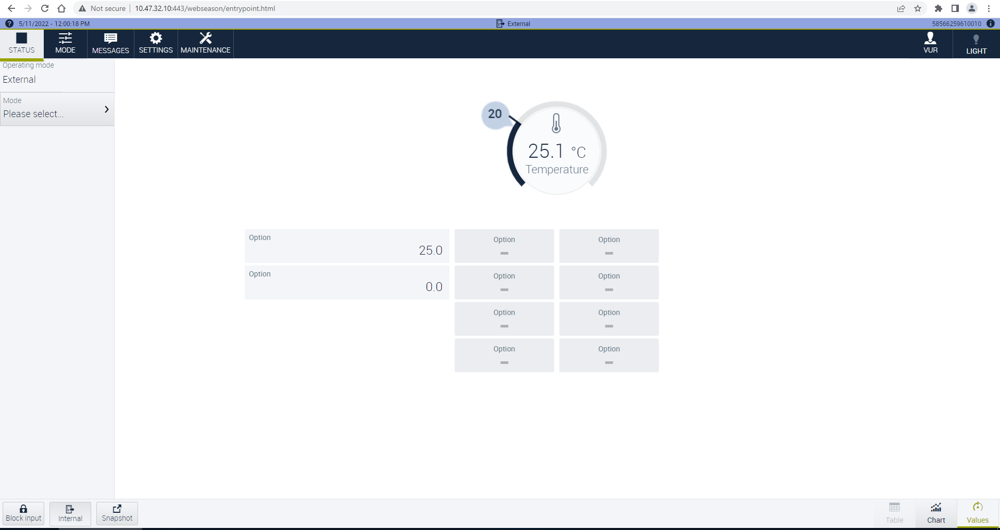 Not secure | 10.47.32.10:443/webseason/entrypoint.html
5/11/2022 - 12:00:18 PM
External
58566259610010
STATUS
MODE
MESSAGES
SETTINGS
MAINTENANCE
VUR
LIGHT
Operating mode
External
Mode
Please select...
20
25.1 °C
Temperature
Option
25.0
Option
Option
Option
0.0
Option
Option
Option
Option
Option
Option
Block input
Internal
Snapshot
Table
Chart
Values